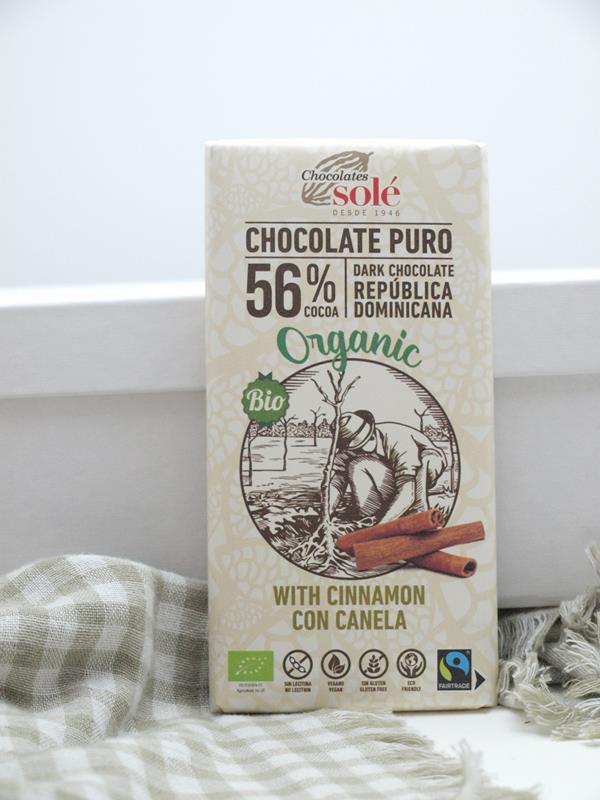 Chocolates
solé
DESDE 1946
CHOCOLATE PURO
56%
COCOA
DARK CHOCOLATE
REPÚBLICA
DOMINICANA
Organic
Bio
WITH CINNAMON
CON CANELA
SIN LECITINA
NO LECITHIN
VEGANO
VEGAN
SIN GLUTEN
GLUTEN FREE
ECO
FRIENDLY
FAIRTRADE